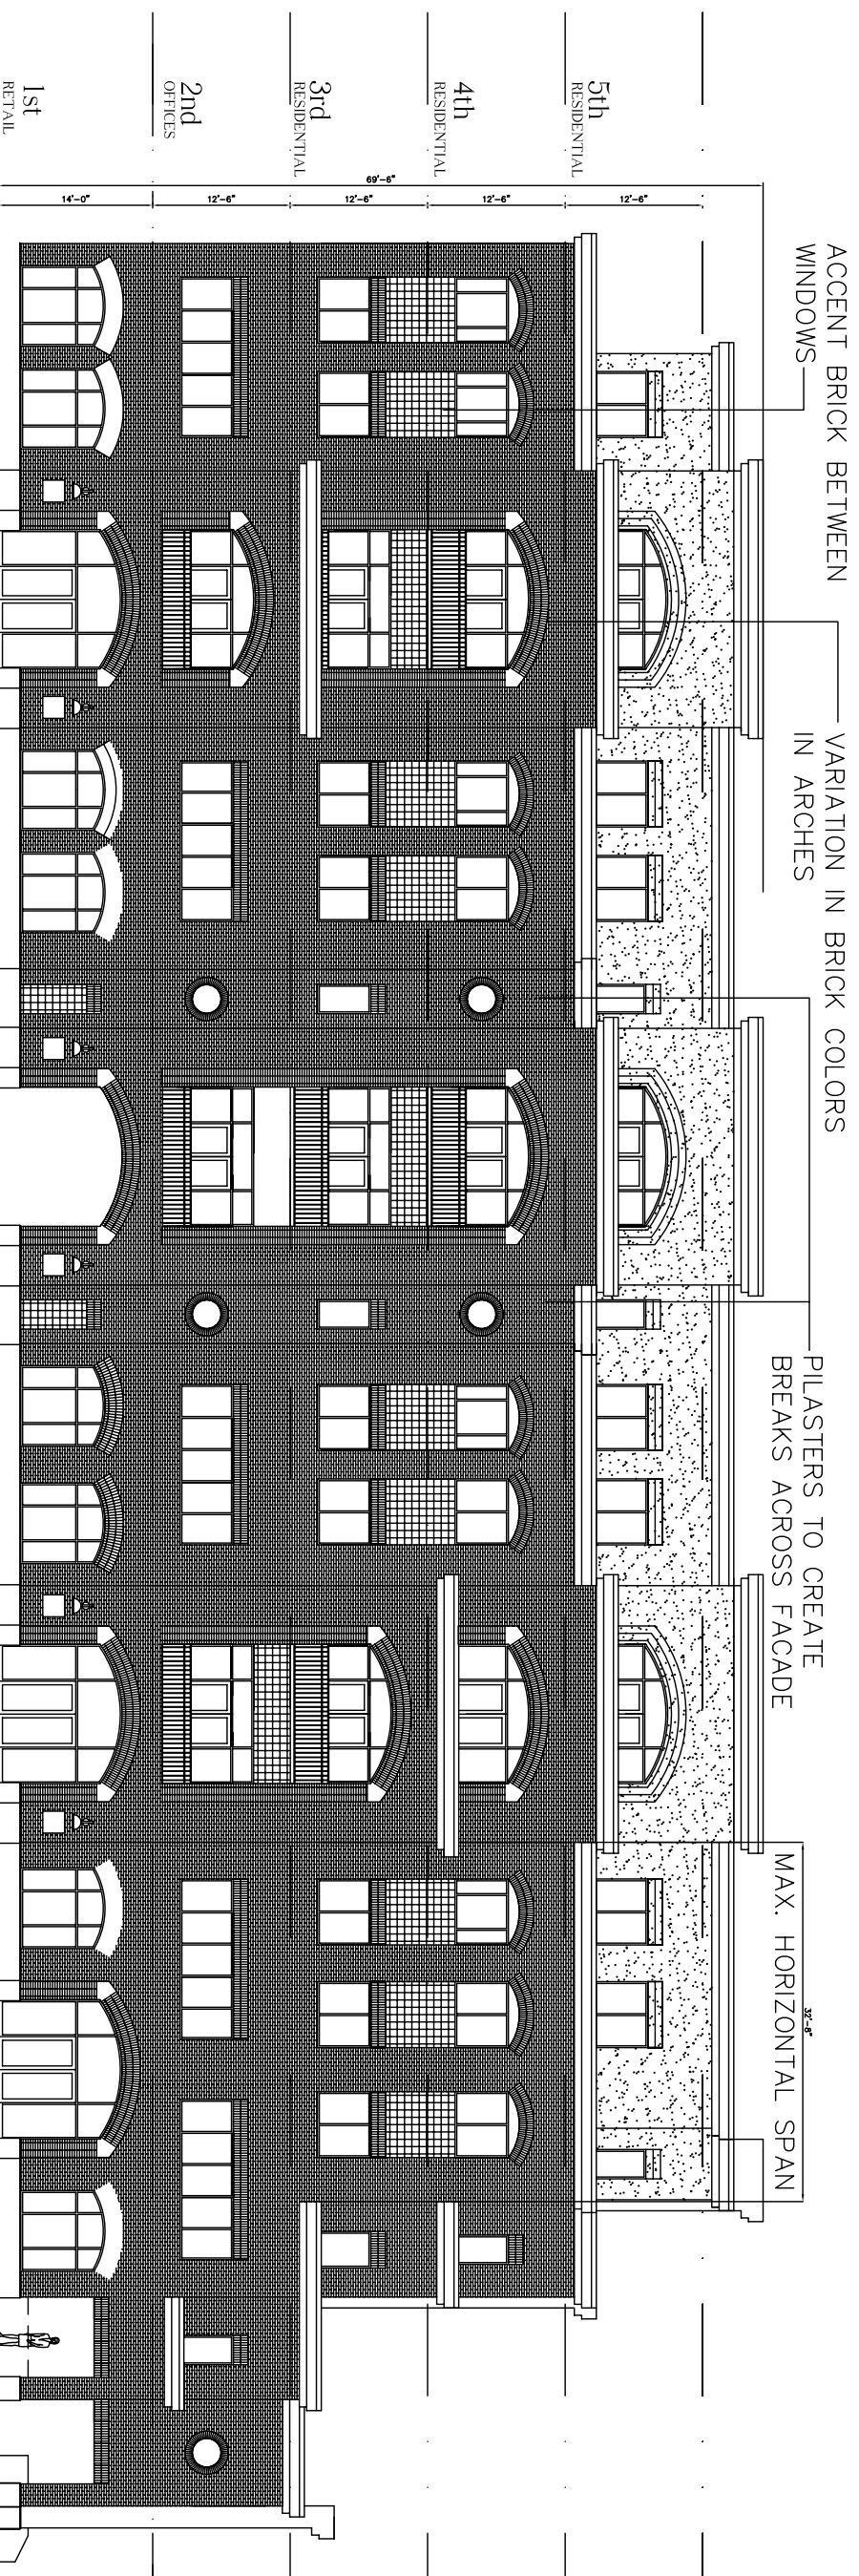 ACCENT BRICK BETWEEN
WINDOWS
VARIATION IN BRICK COLORS
IN ARCHES
PILASTERS TO CREATE
BREAKS ACROSS FACADE
32'-8"
MAX. HORIZONTAL SPAN
69'-6"
12'-6"
5th
RESIDENTIAL
12'-6"
4th
RESIDENTIAL
12'-6"
3rd
RESIDENTIAL
12'-6"
2nd
OFFICES
14'-0"
1st
RETAIL